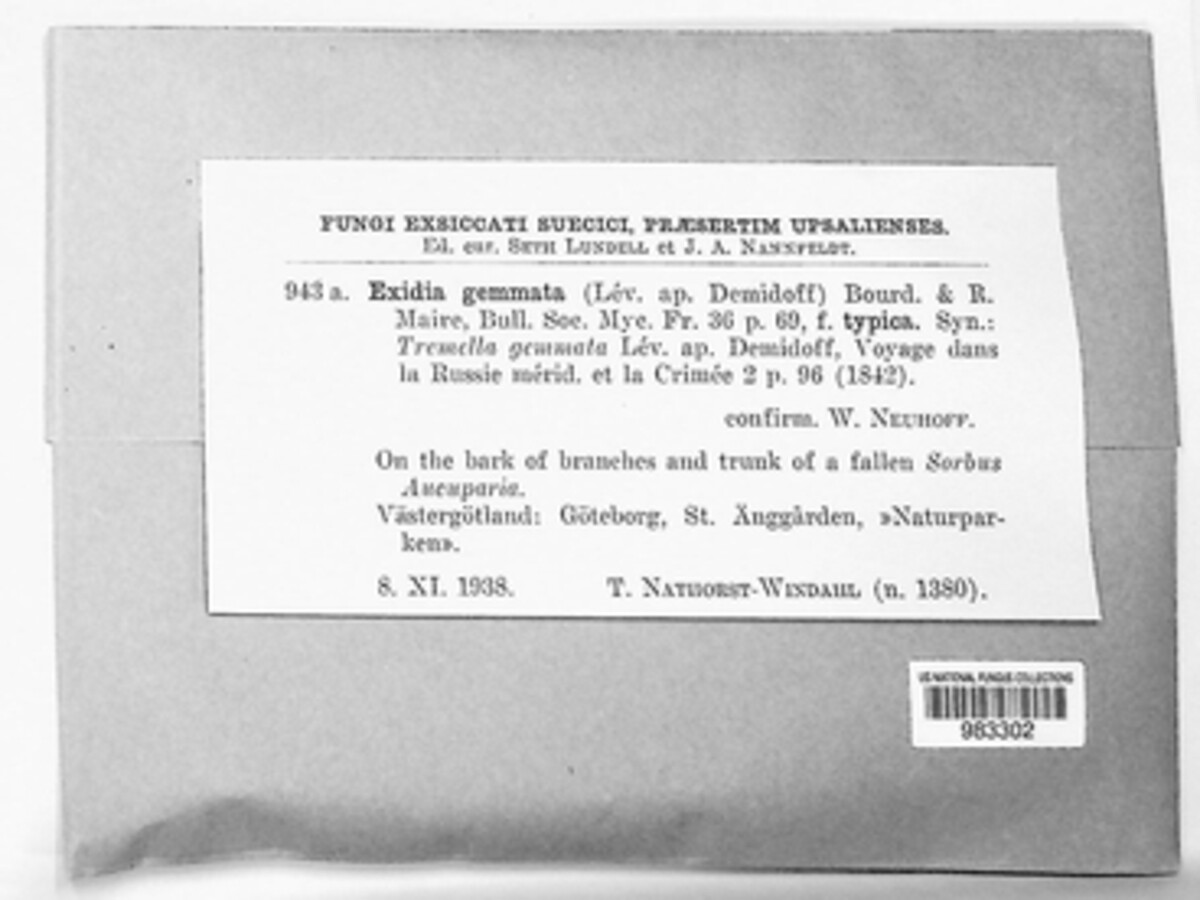 FUNGI EXSICCATI SUECICI, PRÆSERTIM UPSALIENSES.
Ed. cur. SETH LUNDELL et J. A. NANNFELDT.
943 a. Exidia gemmata (Lév. ap. Demidoff) Bourd. & R.
Maire, Bull. Soc. Myc. Fr. 36 p. 69, f. typica. Syn.:
Tremella gemmata Lév. ap. Demidoff, Voyage dans
la Russie mérid. et la Crimée 2 p. 96 (1842).
confirm. W. NEUHOFF.
On the bark of branches and trunk of a fallen Sorbus
Aucuparia.
Västergötland: Göteborg, St. Änggården, »Naturpar-
ken».
8. XI. 1938. T. NATHORST-WINDAHL (n. 1380).
US NATIONAL FUNGUS COLLECTIONS
983302